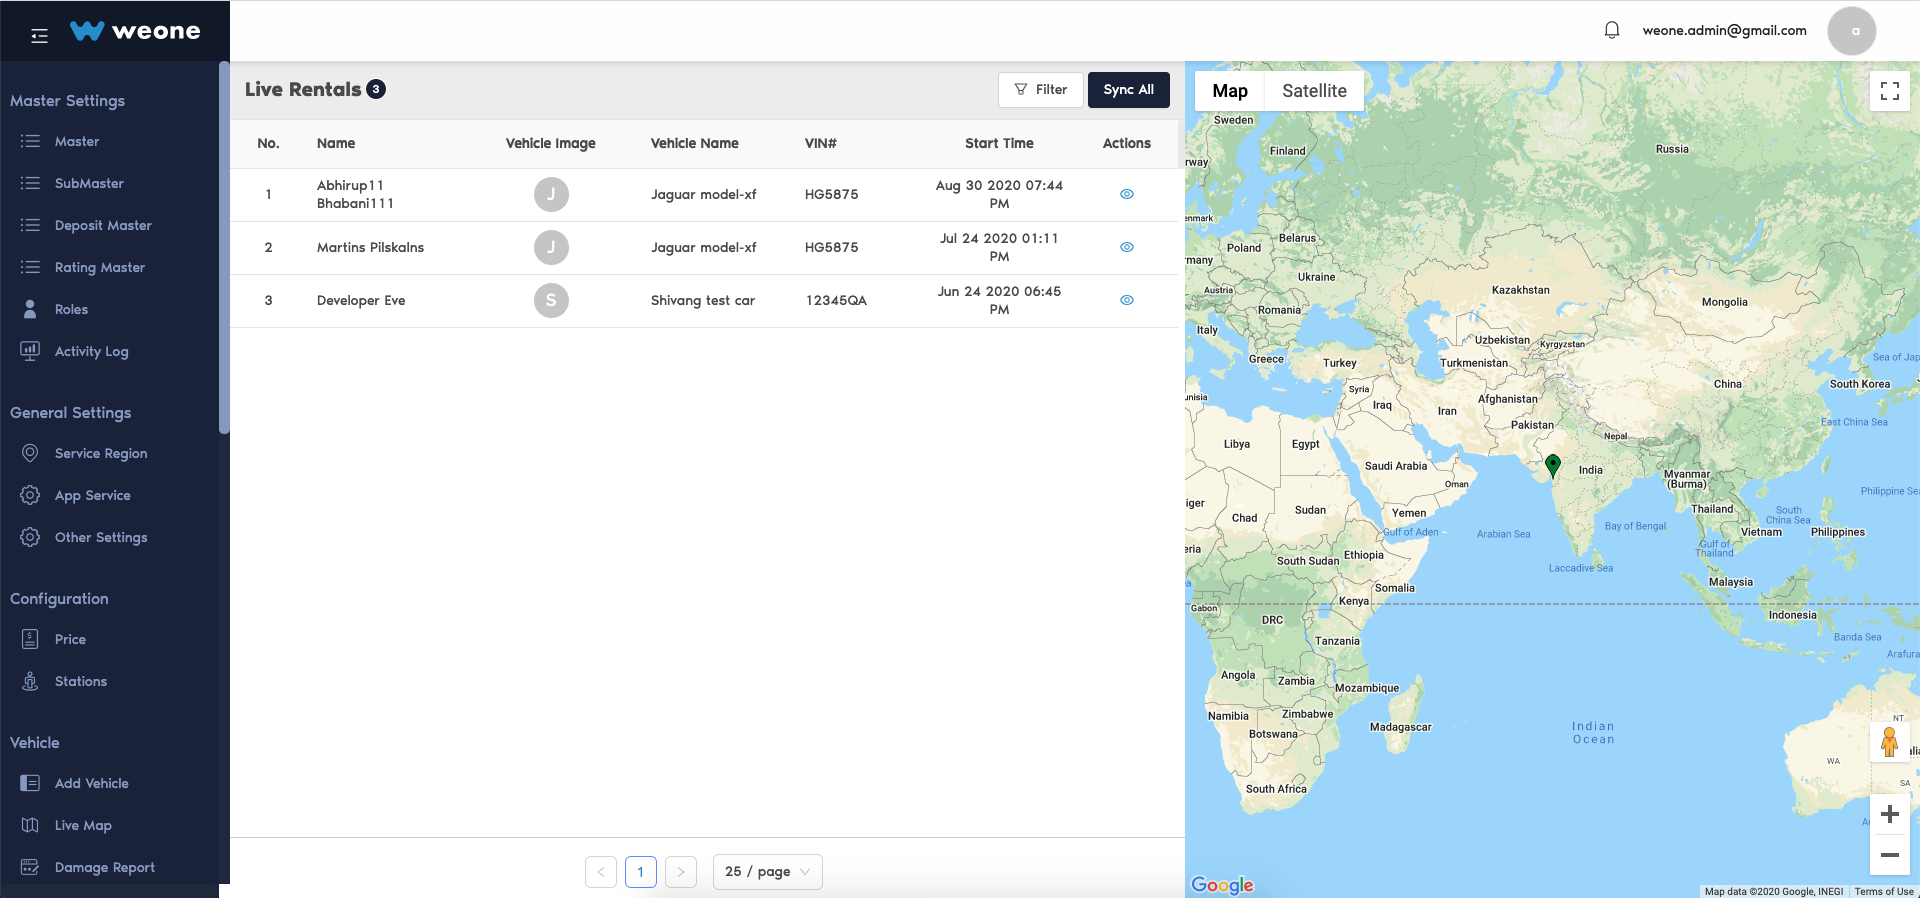 weone
weone.admin@gmail.com
a
Master Settings
Master
SubMaster
Deposit Master
Rating Master
Roles
Activity Log
General Settings
Service Region
App Service
Other Settings
Configuration
Price
Stations
Vehicle
Add Vehicle
Live Map
Damage Report
Live Rentals 3
Filter
Sync All
No. Name Vehicle Image Vehicle Name VIN# Start Time Actions
1 Abhirup11 Bhabani111 J Jaguar model-xf HG5875 Aug 30 2020 07:44 PM
2 Martins Pilskalns J Jaguar model-xf HG5875 Jul 24 2020 01:11 PM
3 Developer Eve S Shivang test car 12345QA Jun 24 2020 06:45 PM
1
25 / page
Map Satellite
Sweden
Finland
Russia
rway
enmark
Poland
Belarus
many
Ukraine
Austria
Kazakhstan
Mongolia
Romania
Italy
Uzbekistan
Kyrgyzstan
Greece
Turkey
Turkmenistan
Sea of Jap
China
South Korea
unisia
Syria
Iraq
Iran
Afghanistan
Pakistan
East China Sea
Nepal
Libya
Egypt
Saudi Arabia
India
Myanmar
(Burma)
Oman
Philippine Sea
iger
Chad
Sudan
Yemen
Thailand
South
China Sea
Gulf of Aden
Arabian Sea
Bay of Bengal
Vietnam
Philippines
eria
South Sudan
Ethiopia
Gulf of
Thailand
Laccadive Sea
Malaysia
Somalia
Gabon
Kenya
DRC
Indonesia
Tanzania
Banda Sea
Arafura
Angola
Zambia
Mozambique
Namibia
Zimbabwe
Botswana
Madagascar
Indian
Ocean
NT
WA
alia
SA
South Africa
Google
Map data ©2020 Google, INEGI
Terms of Use